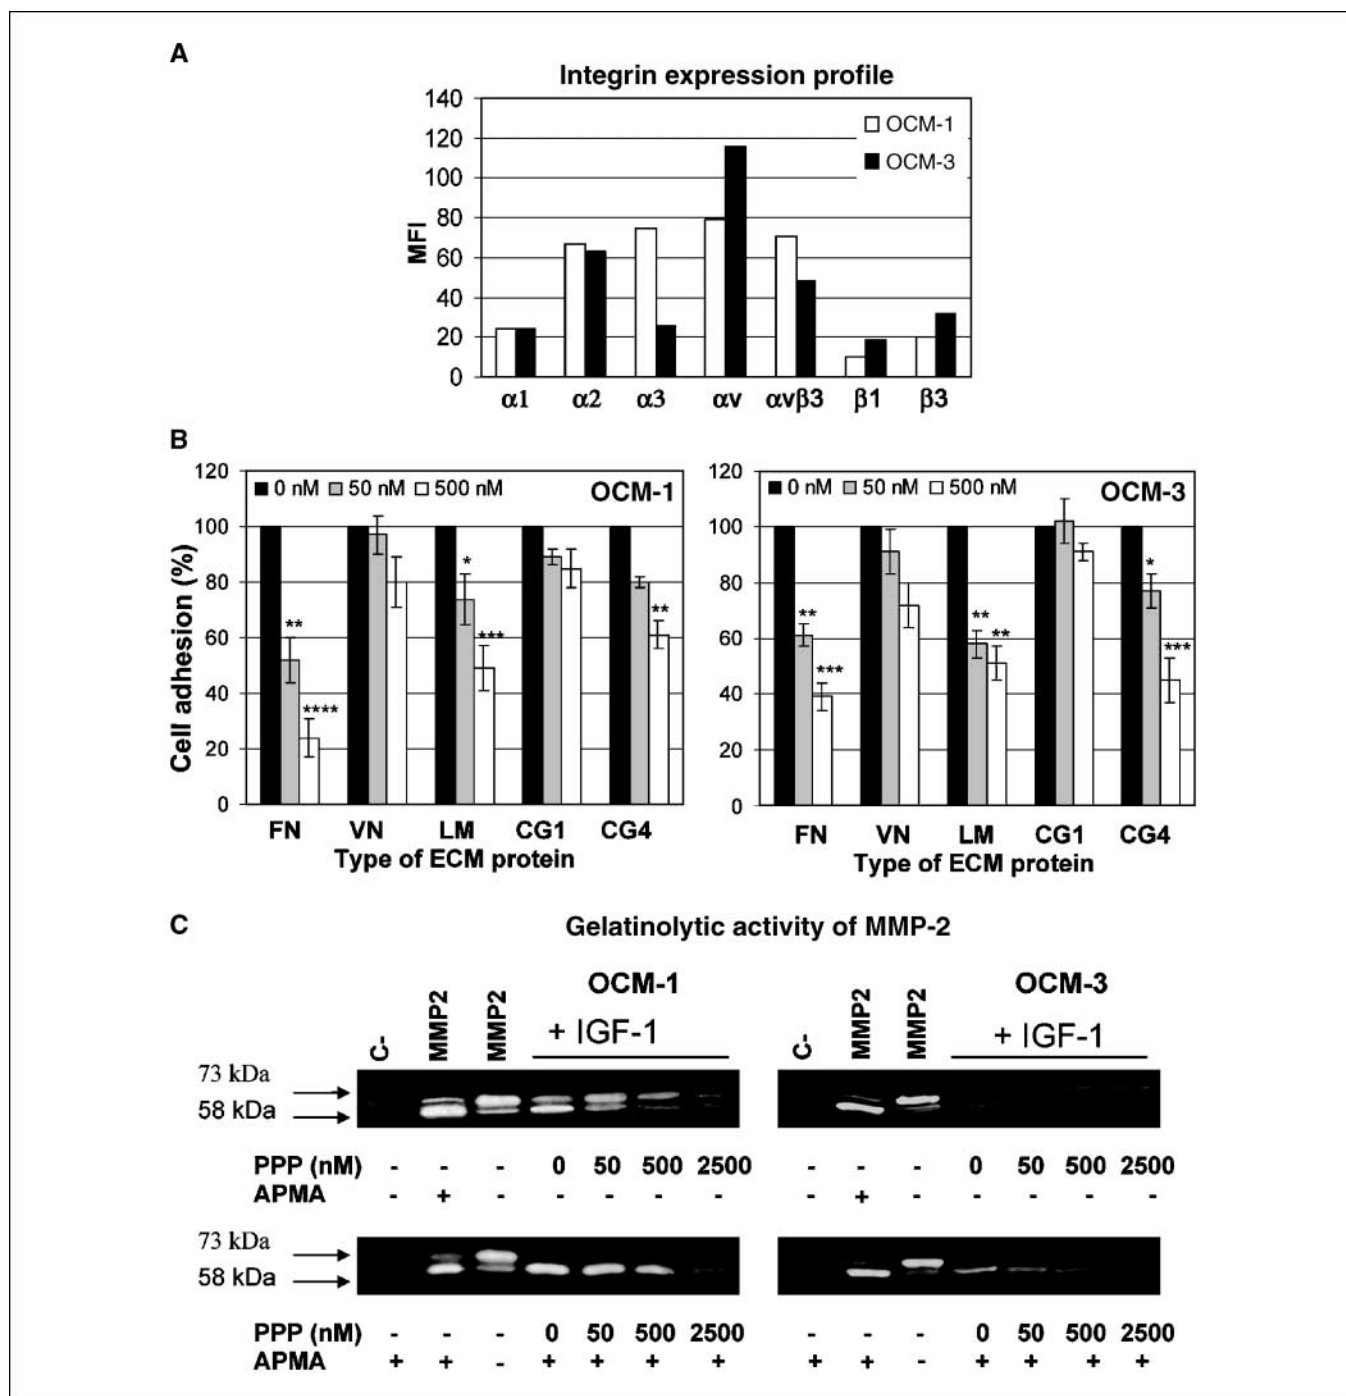 A
Integrin expression profile
140
120
100
80
60
40
20
0
MFI
OCM-1
OCM-3
α1 α2 α3 αv αvβ3 β1 β3
B
120
100
80
60
40
20
0
Cell adhesion (%)
0 nM 50 nM 500 nM OCM-1
** **** * *** **
FN VN LM CG1 CG4
Type of ECM protein
120
100
80
60
40
20
0
0 nM 50 nM 500 nM OCM-3
** *** ** ** * ***
FN VN LM CG1 CG4
Type of ECM protein
C
Gelatinolytic activity of MMP-2
C- MMP2 MMP2
OCM-1
+ IGF-1
C- MMP2 MMP2
OCM-3
+ IGF-1
73 kDa
58 kDa
PPP (nM) - - - 0 50 500 2500 - - - 0 50 500 2500
APMA - + - - - - - - + - - - - -
73 kDa
58 kDa
PPP (nM) - - - 0 50 500 2500 - - - 0 50 500 2500
APMA + + - + + + + + + - + + + +